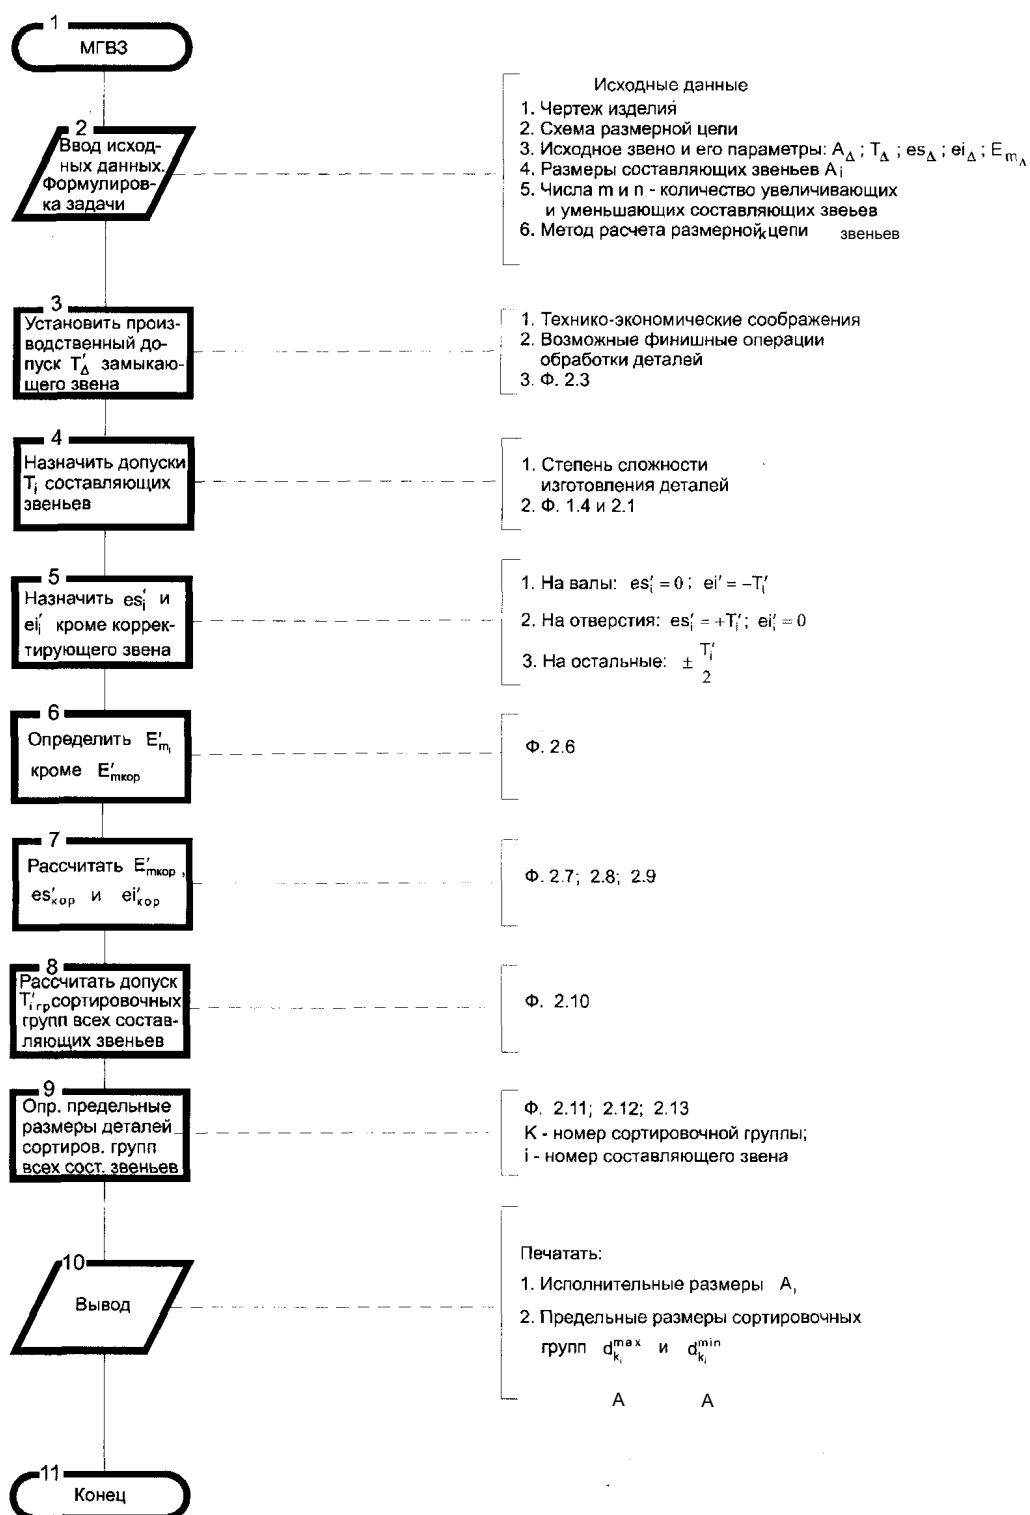 1
МГВЗ
2
Ввод исход-
ных данных.
Формулиров-
ка задачи
Исходные данные
1. Чертеж изделия
2. Схема размерной цепи
3. Исходное звено и его параметры: A_Δ ; T_Δ ; es_Δ ; ei_Δ ; E_m_Δ
4. Размеры составляющих звеньев A_i
5. Числа m и n - количество увеличивающих
и уменьшающих составляющих звеьев
6. Метод расчета размерной цепи звеньев
3
Установить произ-
водственный до-
пуск T'_Δ замыкаю-
щего звена
1. Технико-экономические соображения
2. Возможные финишные операции
обработки деталей
3. Ф. 2.3
4
Назначить допуски
T_i составляющих
звеньев
1. Степень сложности
изготовления деталей
2. Ф. 1.4 и 2.1
5
Назначить es'_i и
ei'_i кроме коррек-
тирующего звена
1. На валы: es'_i = 0 ; ei' = −T'_i
2. На отверстия: es'_i = +T'_i ; ei'_i = 0
3. На остальные: ± T'_i
2
6
Определить E'_m_i
кроме E'_mкор
Ф. 2.6
7
Рассчитать E'_mкор ,
es'_кор и ei'_кор
Ф. 2.7; 2.8; 2.9
8
Рассчитать допуск
T'_i гр сортировочных
групп всех состав-
ляющих звеньев
Ф. 2.10
9
Опр. предельные
размеры деталей
сортиров. групп
всех сост. звеньев
Ф. 2.11; 2.12; 2.13
K - номер сортировочной группы;
i - номер составляющего звена
10
Вывод
Печатать:
1. Исполнительные размеры A_i
2. Предельные размеры сортировочных
групп d_k_i^max и d_k_i^min
A A
11
Конец